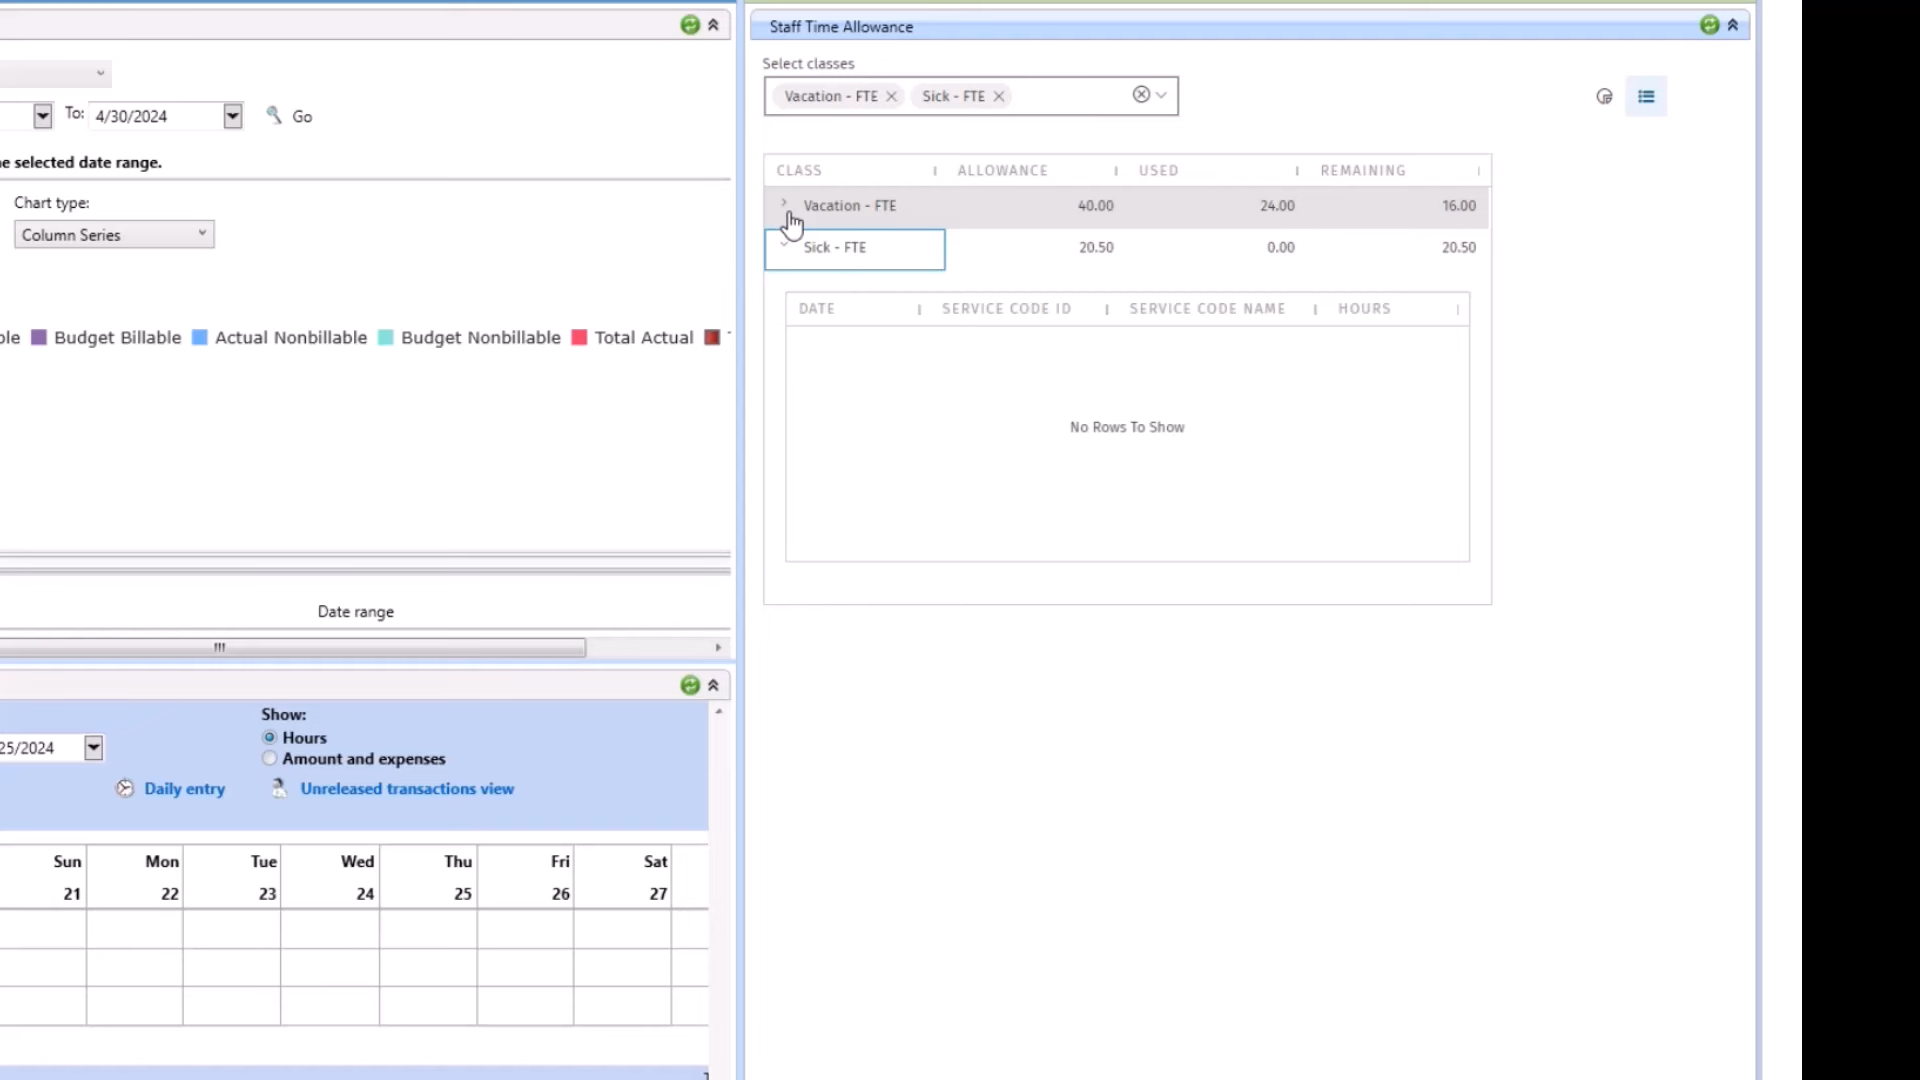 Staff Time Allowance
To: 4/30/2024 Go
e selected date range.
Chart type:
Column Series
ble Budget Billable Actual Nonbillable Budget Nonbillable Total Actual
Date range
Show:
Hours
25/2024
Amount and expenses
Daily entry Unreleased transactions view
Sun Mon Tue Wed Thu Fri Sat
21 22 23 24 25 26 27
Select classes
Vacation - FTE Sick - FTE
CLASS ALLOWANCE USED REMAINING
Vacation - FTE 40.00 24.00 16.00
Sick - FTE 20.50 0.00 20.50
DATE SERVICE CODE ID SERVICE CODE NAME HOURS
No Rows To Show